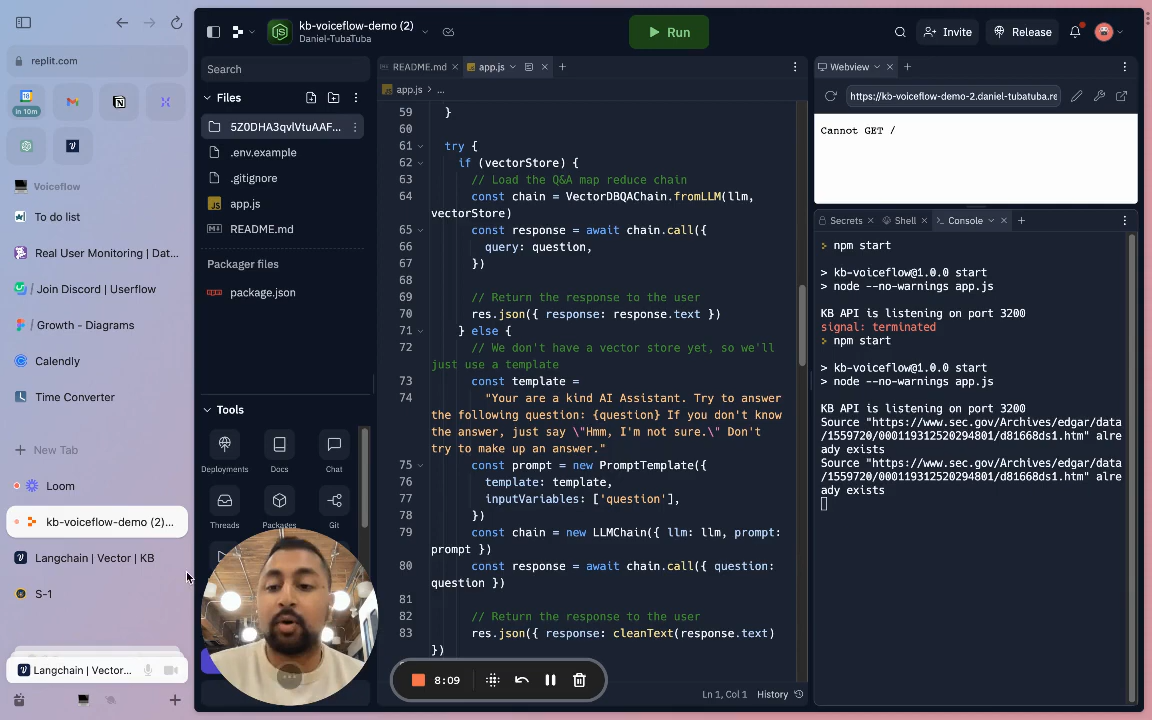 replit.com
in 10m
Voiceflow
To do list
Real User Monitoring | Dat...
/ Join Discord | Userflow
/ Growth - Diagrams
Calendly
Time Converter
New Tab
Loom
kb-voiceflow-demo (2)...
Langchain | Vector | KB
S-1
Langchain | Vector...
kb-voiceflow-demo (2)
Daniel-TubaTuba
Run
Invite
Release
Search
Files
5Z0DHA3qvlVtuAAF...
.env.example
.gitignore
app.js
README.md
Packager files
package.json
Tools
Deployments
Docs
Chat
Threads
Packages
Git
README.md
app.js
app.js > ...
59 }
60
61 try {
62 if (vectorStore) {
63 // Load the Q&A map reduce chain
64 const chain = VectorDBQAChain.fromLLM(llm,
vectorStore)
65 const response = await chain.call({
66 query: question,
67 })
68
69 // Return the response to the user
70 res.json({ response: response.text })
71 } else {
72 // We don't have a vector store yet, so we'll
just use a template
73 const template =
74 "Your are a kind AI Assistant. Try to answer
the following question: {question} If you don't know
the answer, just say \"Hmm, I'm not sure.\" Don't
try to make up an answer."
75 const prompt = new PromptTemplate({
76 template: template,
77 inputVariables: ['question'],
78 })
79 const chain = new LLMChain({ llm: llm, prompt:
prompt })
80 const response = await chain.call({ question:
question })
81
82 // Return the response to the user
83 res.json({ response: cleanText(response.text)
})
8:09
Ln 1, Col 1
History
Webview
https://kb-voiceflow-demo-2.daniel-tubatuba.re
Cannot GET /
Secrets
Shell
Console
> npm start
> kb-voiceflow@1.0.0 start
> node --no-warnings app.js
KB API is listening on port 3200
signal: terminated
> npm start
> kb-voiceflow@1.0.0 start
> node --no-warnings app.js
KB API is listening on port 3200
Source "https://www.sec.gov/Archives/edgar/data
/1559720/000119312520294801/d81668ds1.htm" alre
ady exists
Source "https://www.sec.gov/Archives/edgar/data
/1559720/000119312520294801/d81668ds1.htm" alre
ady exists